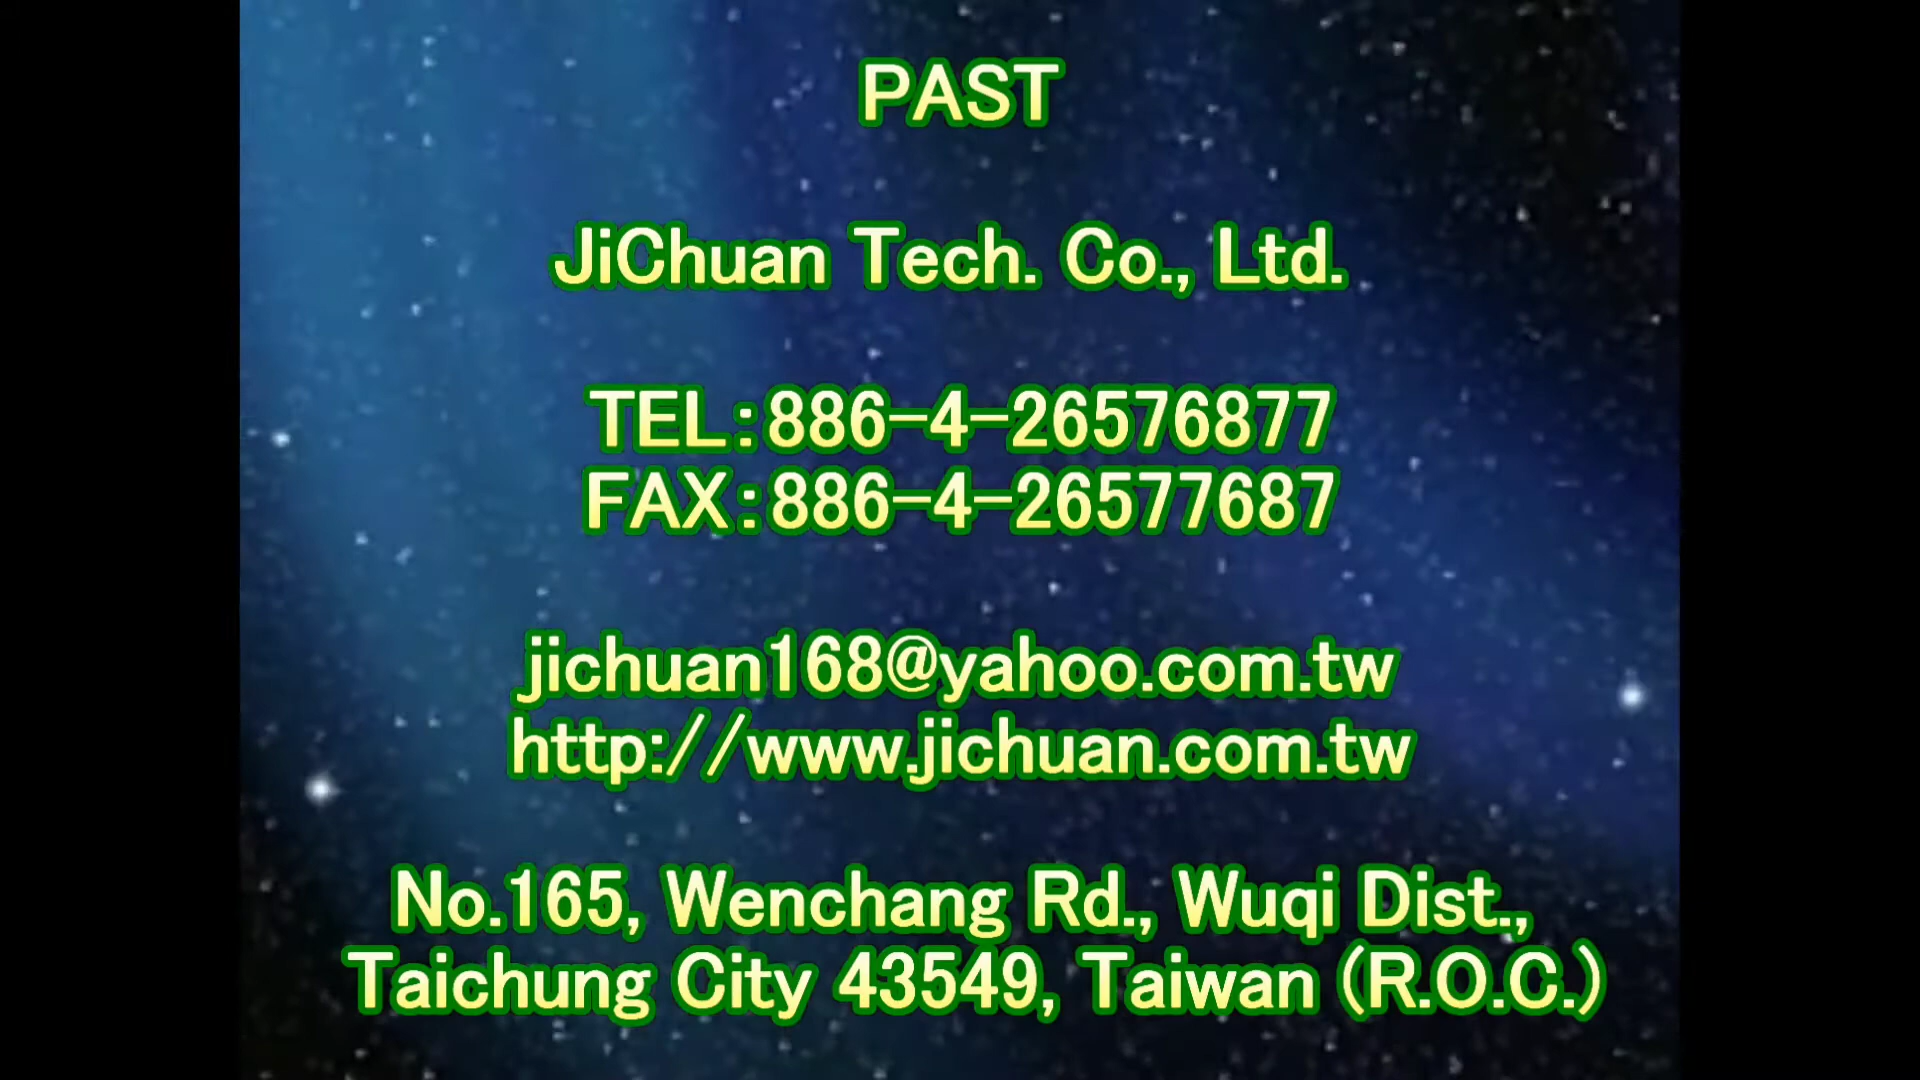 PAST
JiChuan Tech. Co., Ltd.
TEL:886-4-26576877
FAX:886-4-26577687
jichuan168@yahoo.com.tw
http://www.jichuan.com.tw
No.165, Wenchang Rd., Wuqi Dist.,
Taichung City 43549, Taiwan (R.O.C.)